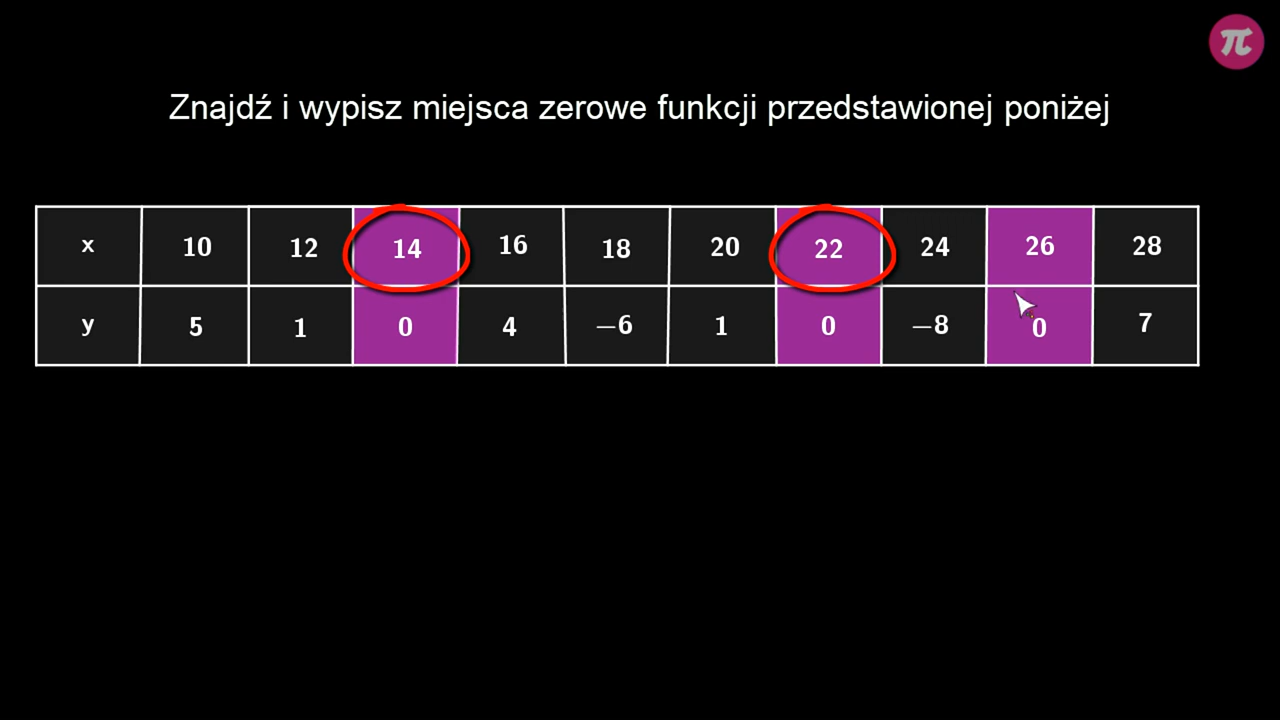 π
Znajdź i wypisz miejsca zerowe funkcji przedstawionej poniżej
x 10 12 14 16 18 20 22 24 26 28
y 5 1 0 4 −6 1 0 −8 0 7